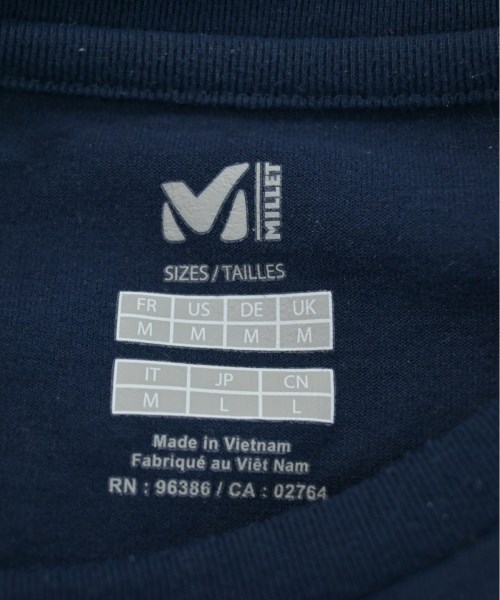 MILLET
SIZES / TAILLES
FR US DE UK
M M M M
IT JP CN
M L L
Made in Vietnam
Fabriqué au Viêt Nam
RN : 96386 / CA : 02764